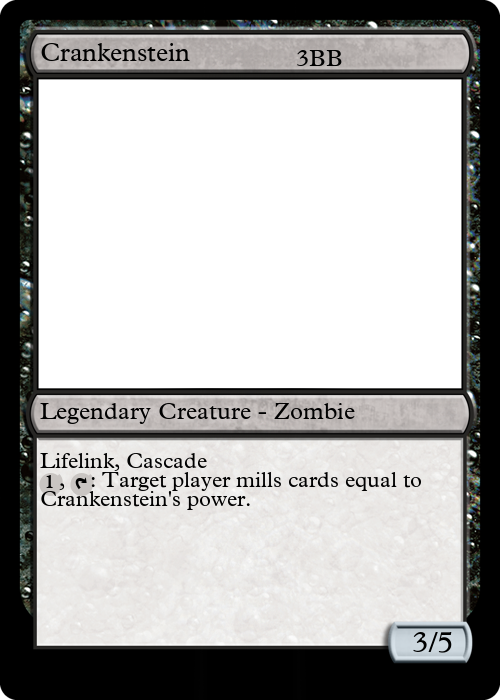 Crankenstein 3BB
Legendary Creature - Zombie
Lifelink, Cascade
1, : Target player mills cards equal to
Crankenstein's power.
3/5